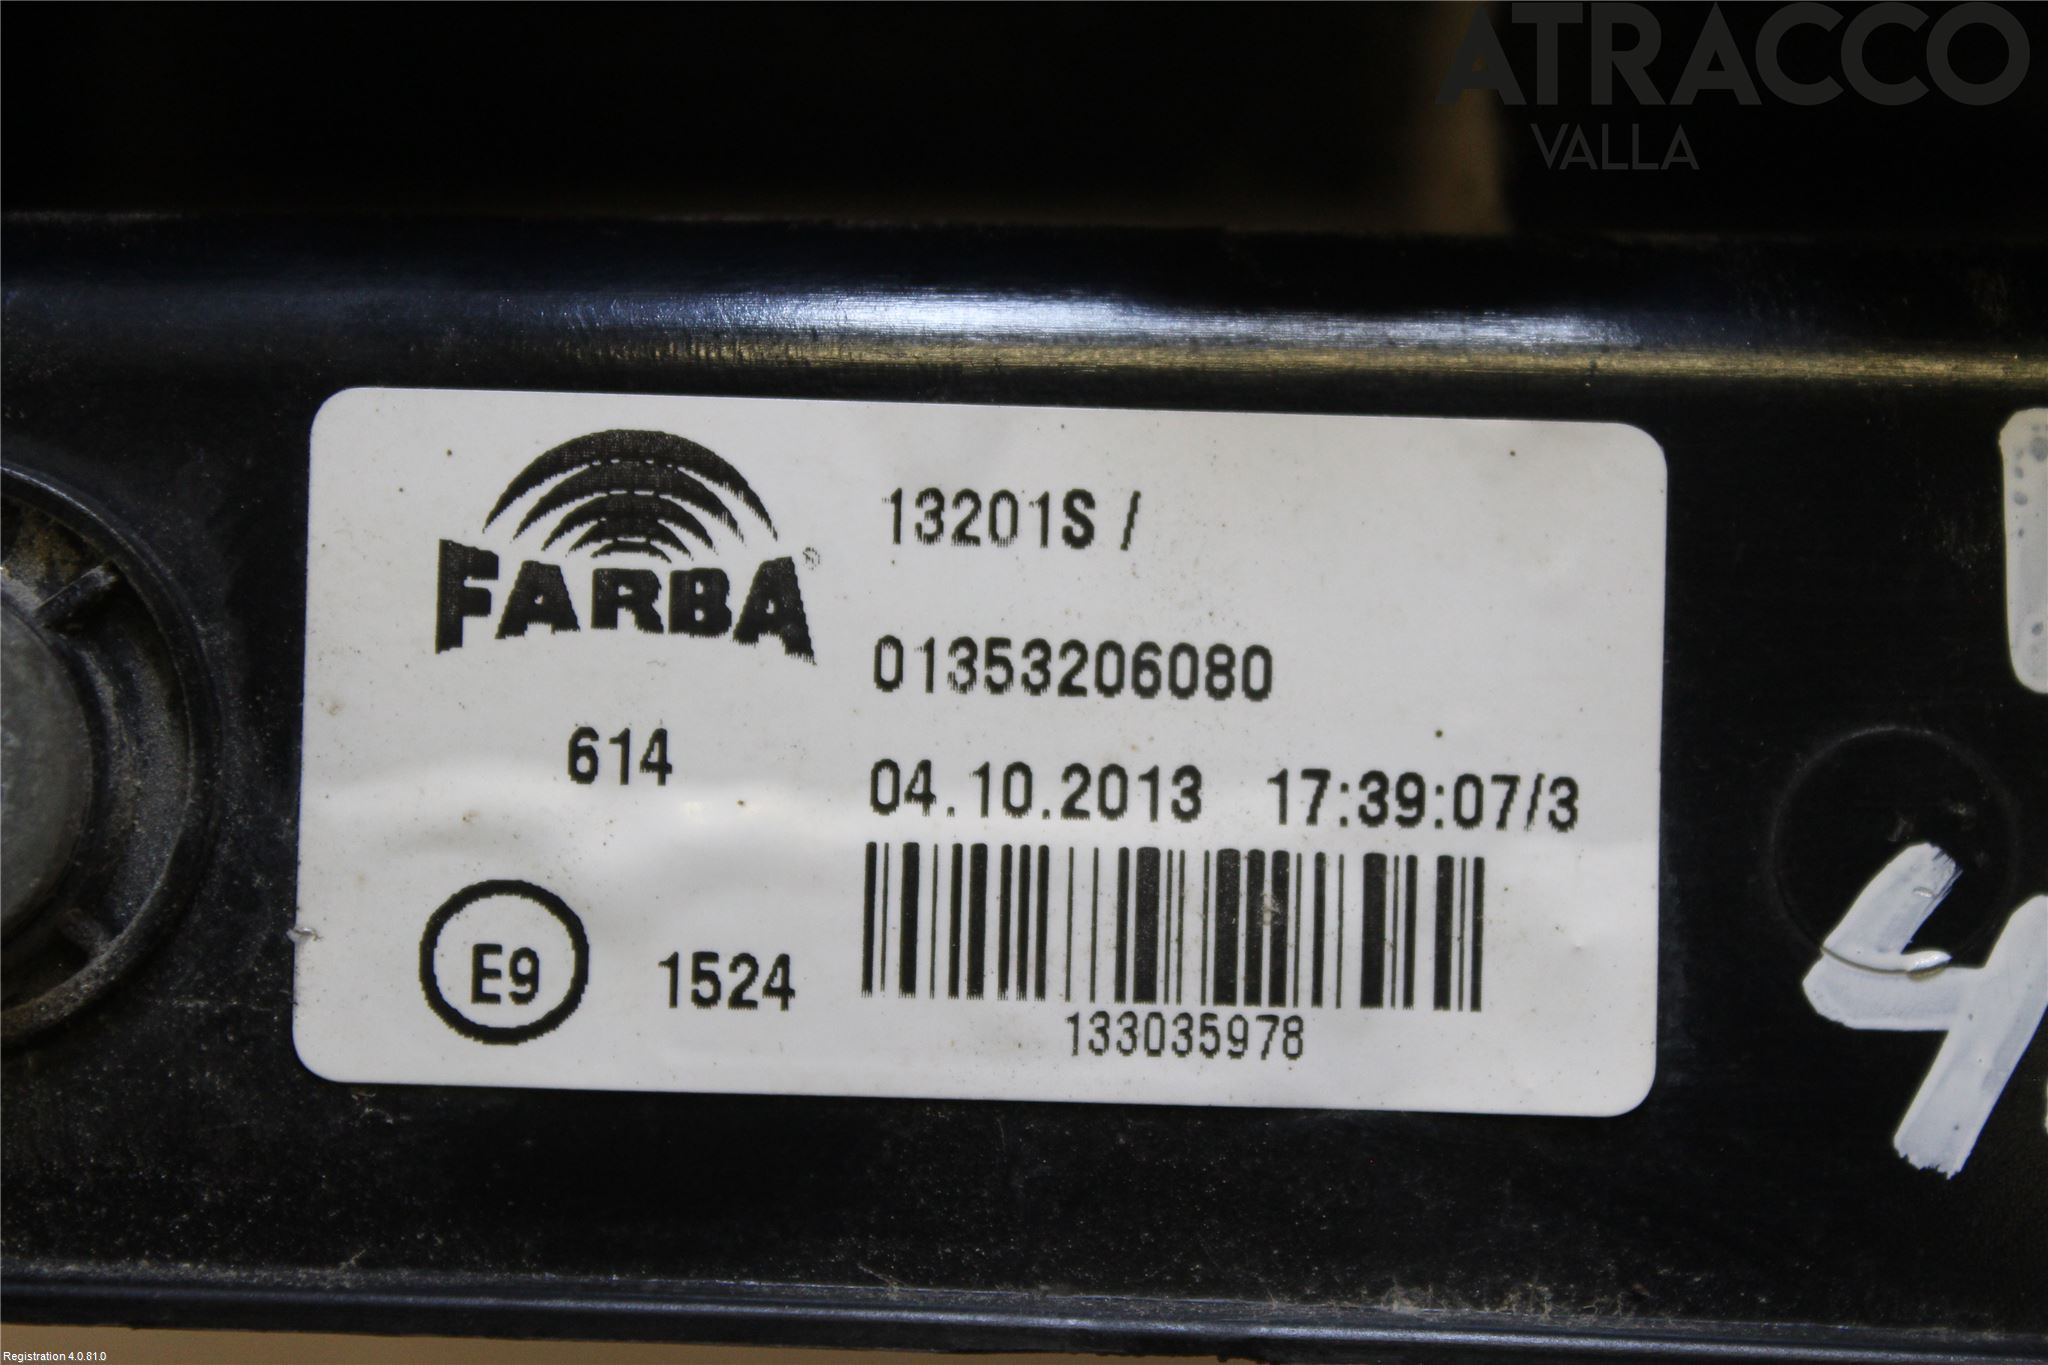 ATRACCO
VALLA
FARBA®
13201S /
01353206080
614
04.10.2013 17:39:07/3
E9
1524
133035978
4
Registration 4.0.81.0